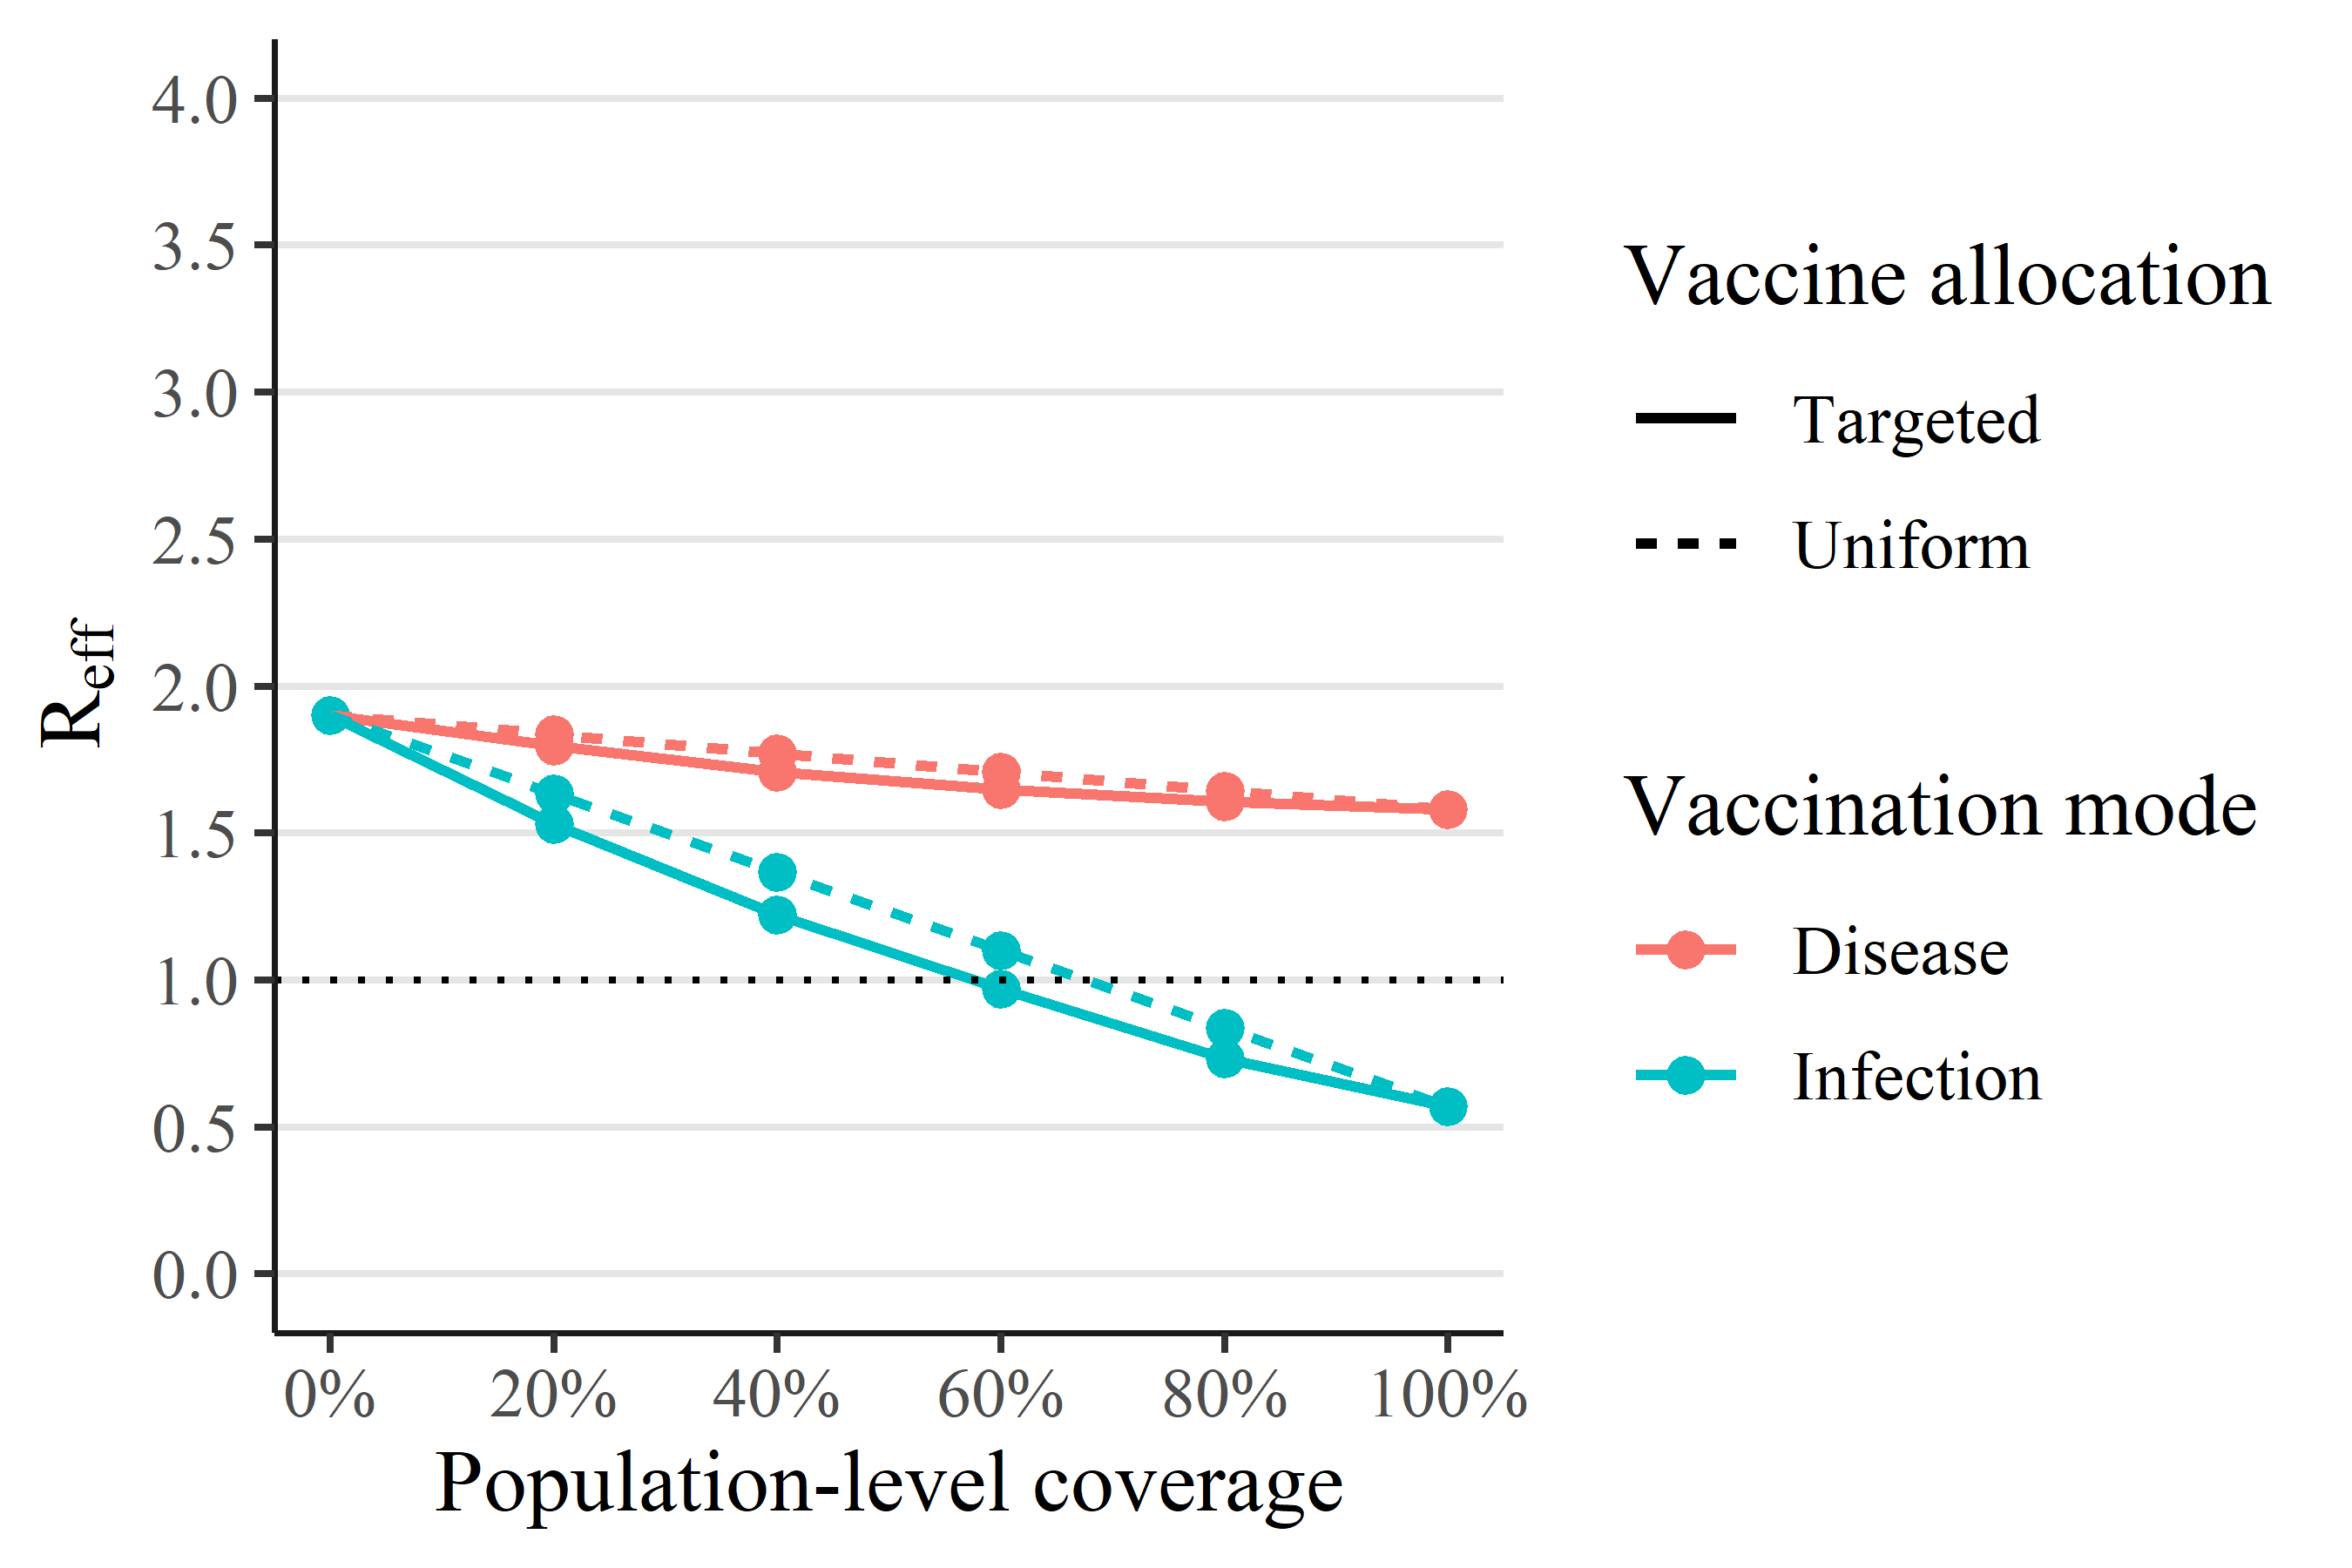 4.0
3.5
3.0
2.5
2.0
1.5
1.0
0.5
0.0
Reff
0% 20% 40% 60% 80% 100%
Population-level coverage
Vaccine allocation
Targeted
Uniform
Vaccination mode
Disease
Infection